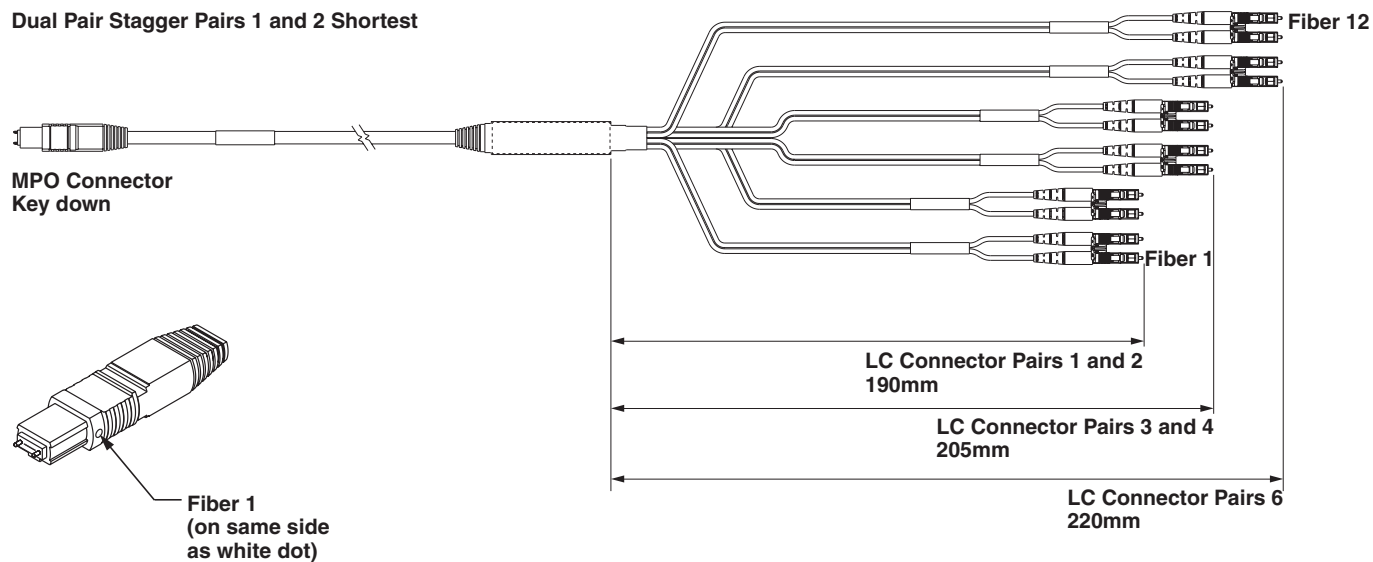 Dual Pair Stagger Pairs 1 and 2 Shortest
Fiber 12
MPO Connector
Key down
Fiber 1
LC Connector Pairs 1 and 2
190mm
LC Connector Pairs 3 and 4
205mm
LC Connector Pairs 6
220mm
Fiber 1
(on same side
as white dot)